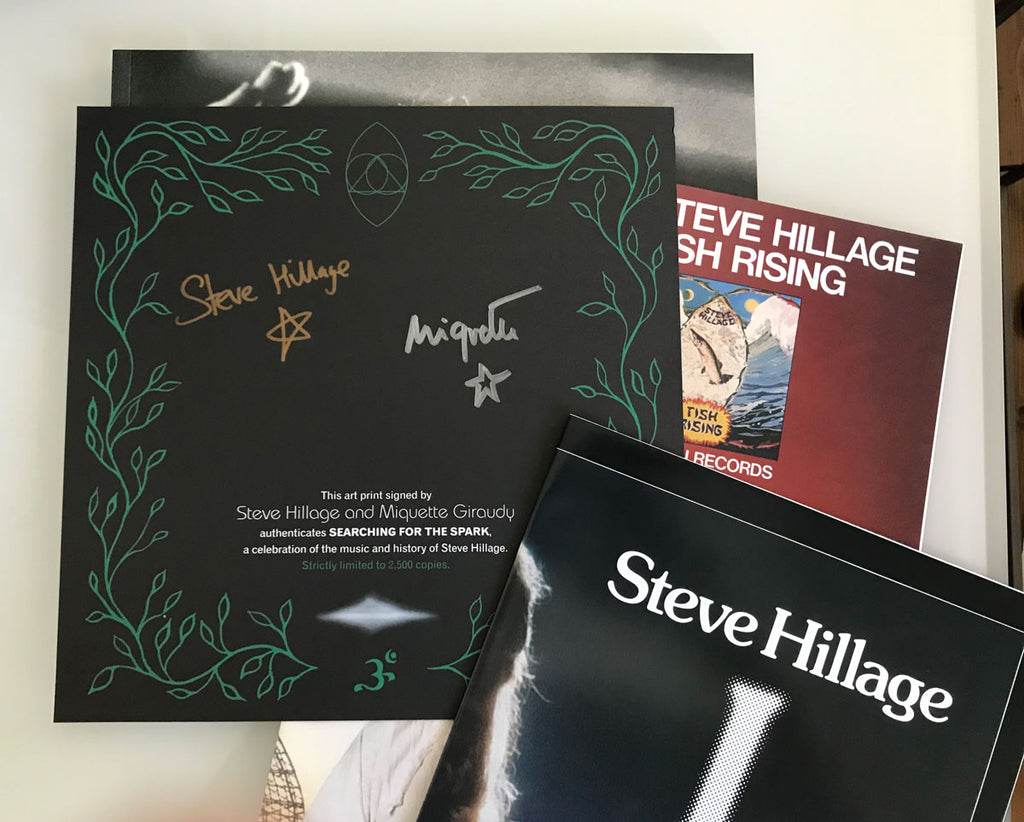 Steve Hillage
Miquette
This art print signed by
Steve Hillage and Miquette Giraudy
authenticates SEARCHING FOR THE SPARK,
a celebration of the music and history of Steve Hillage.
Strictly limited to 2,500 copies.
TEVE HILLAGE
SH RISING
STEVE
HILLAGE
FISH
RISING
RECORDS
Steve Hillage